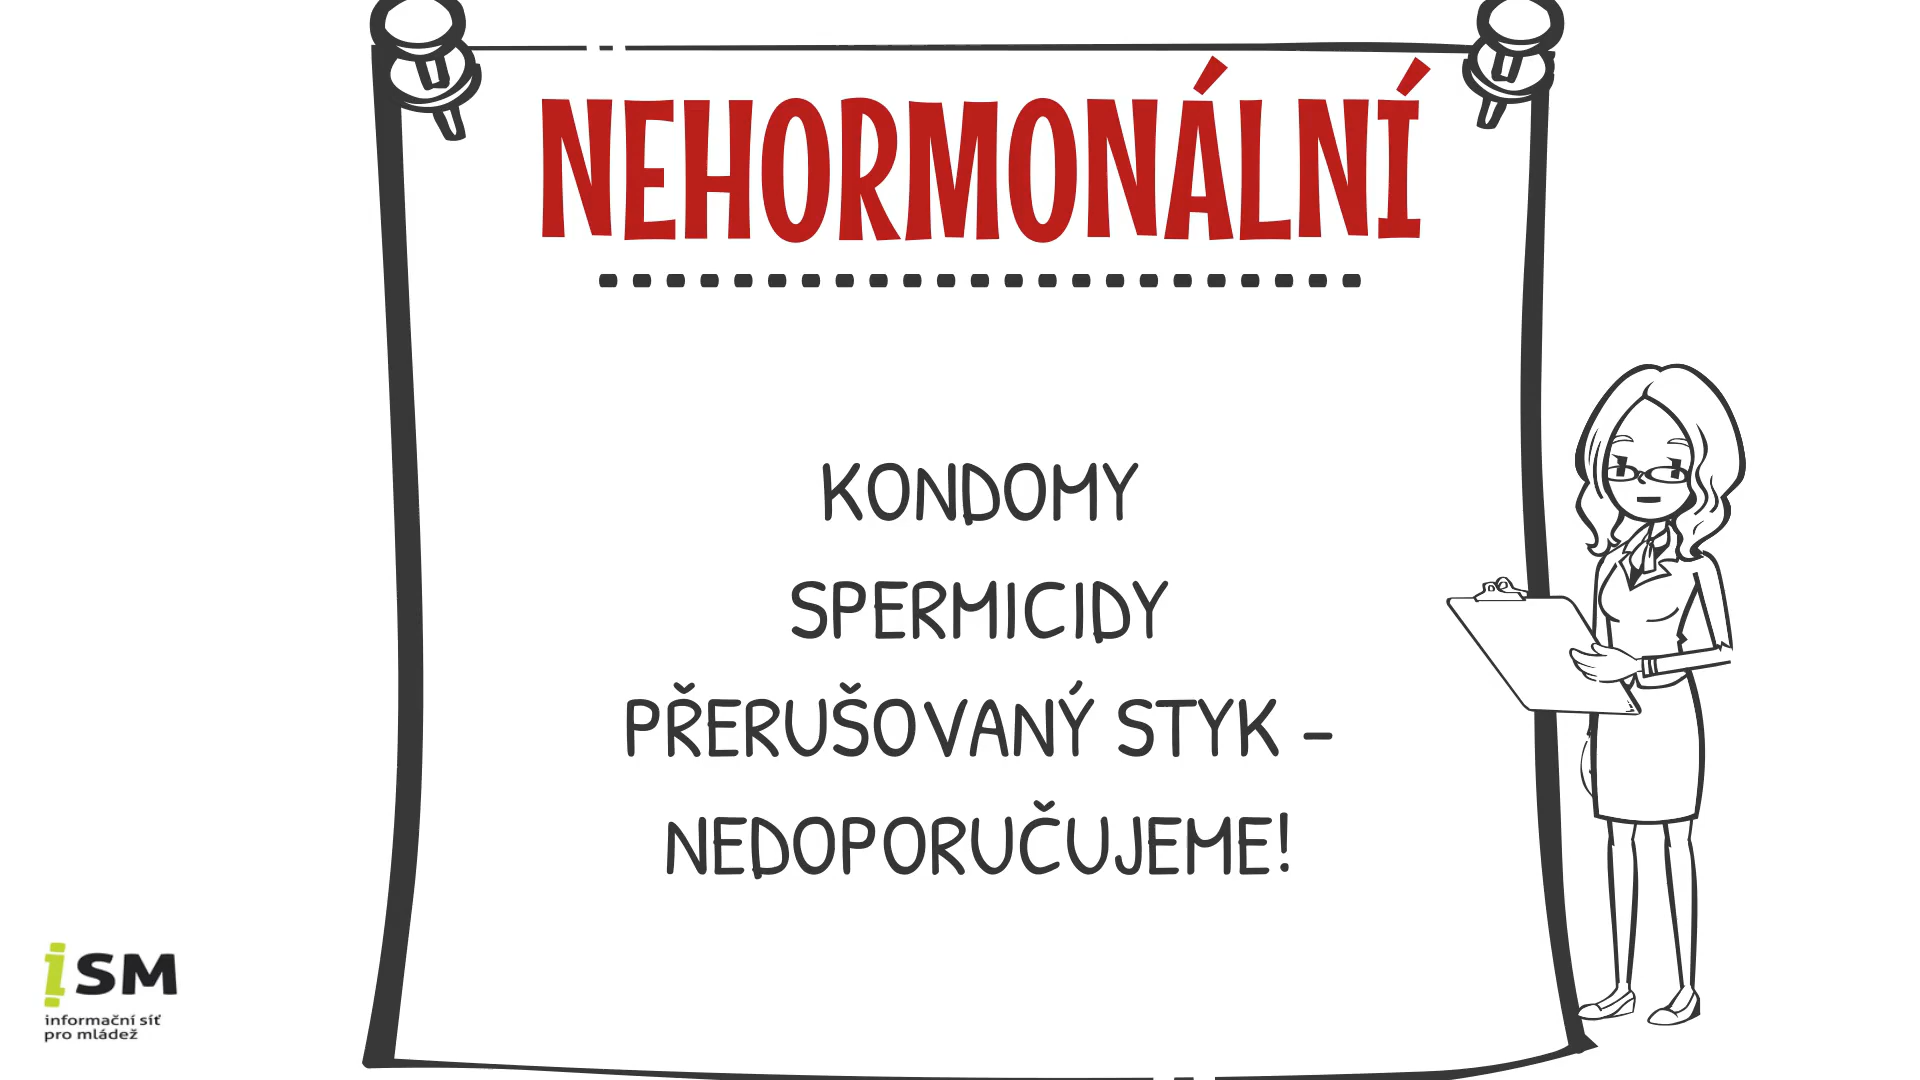 NEHORMONÁLNÍ
KONDOMY
SPERMICIDY
PŘERUŠOVANÝ STYK -
NEDOPORUČUJEME!
iSM
informační síť
pro mládež